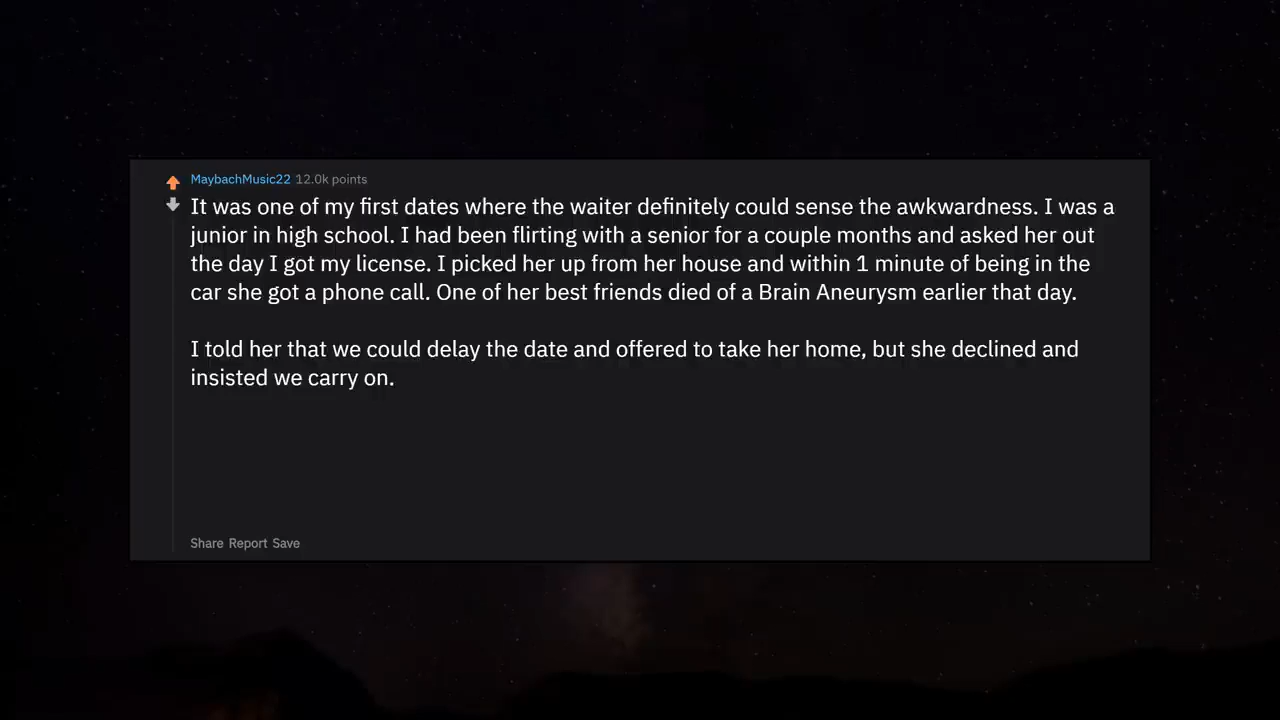 MaybachMusic22 12.0k points
It was one of my first dates where the waiter definitely could sense the awkwardness. I was a
junior in high school. I had been flirting with a senior for a couple months and asked her out
the day I got my license. I picked her up from her house and within 1 minute of being in the
car she got a phone call. One of her best friends died of a Brain Aneurysm earlier that day.
I told her that we could delay the date and offered to take her home, but she declined and
insisted we carry on.
Share Report Save